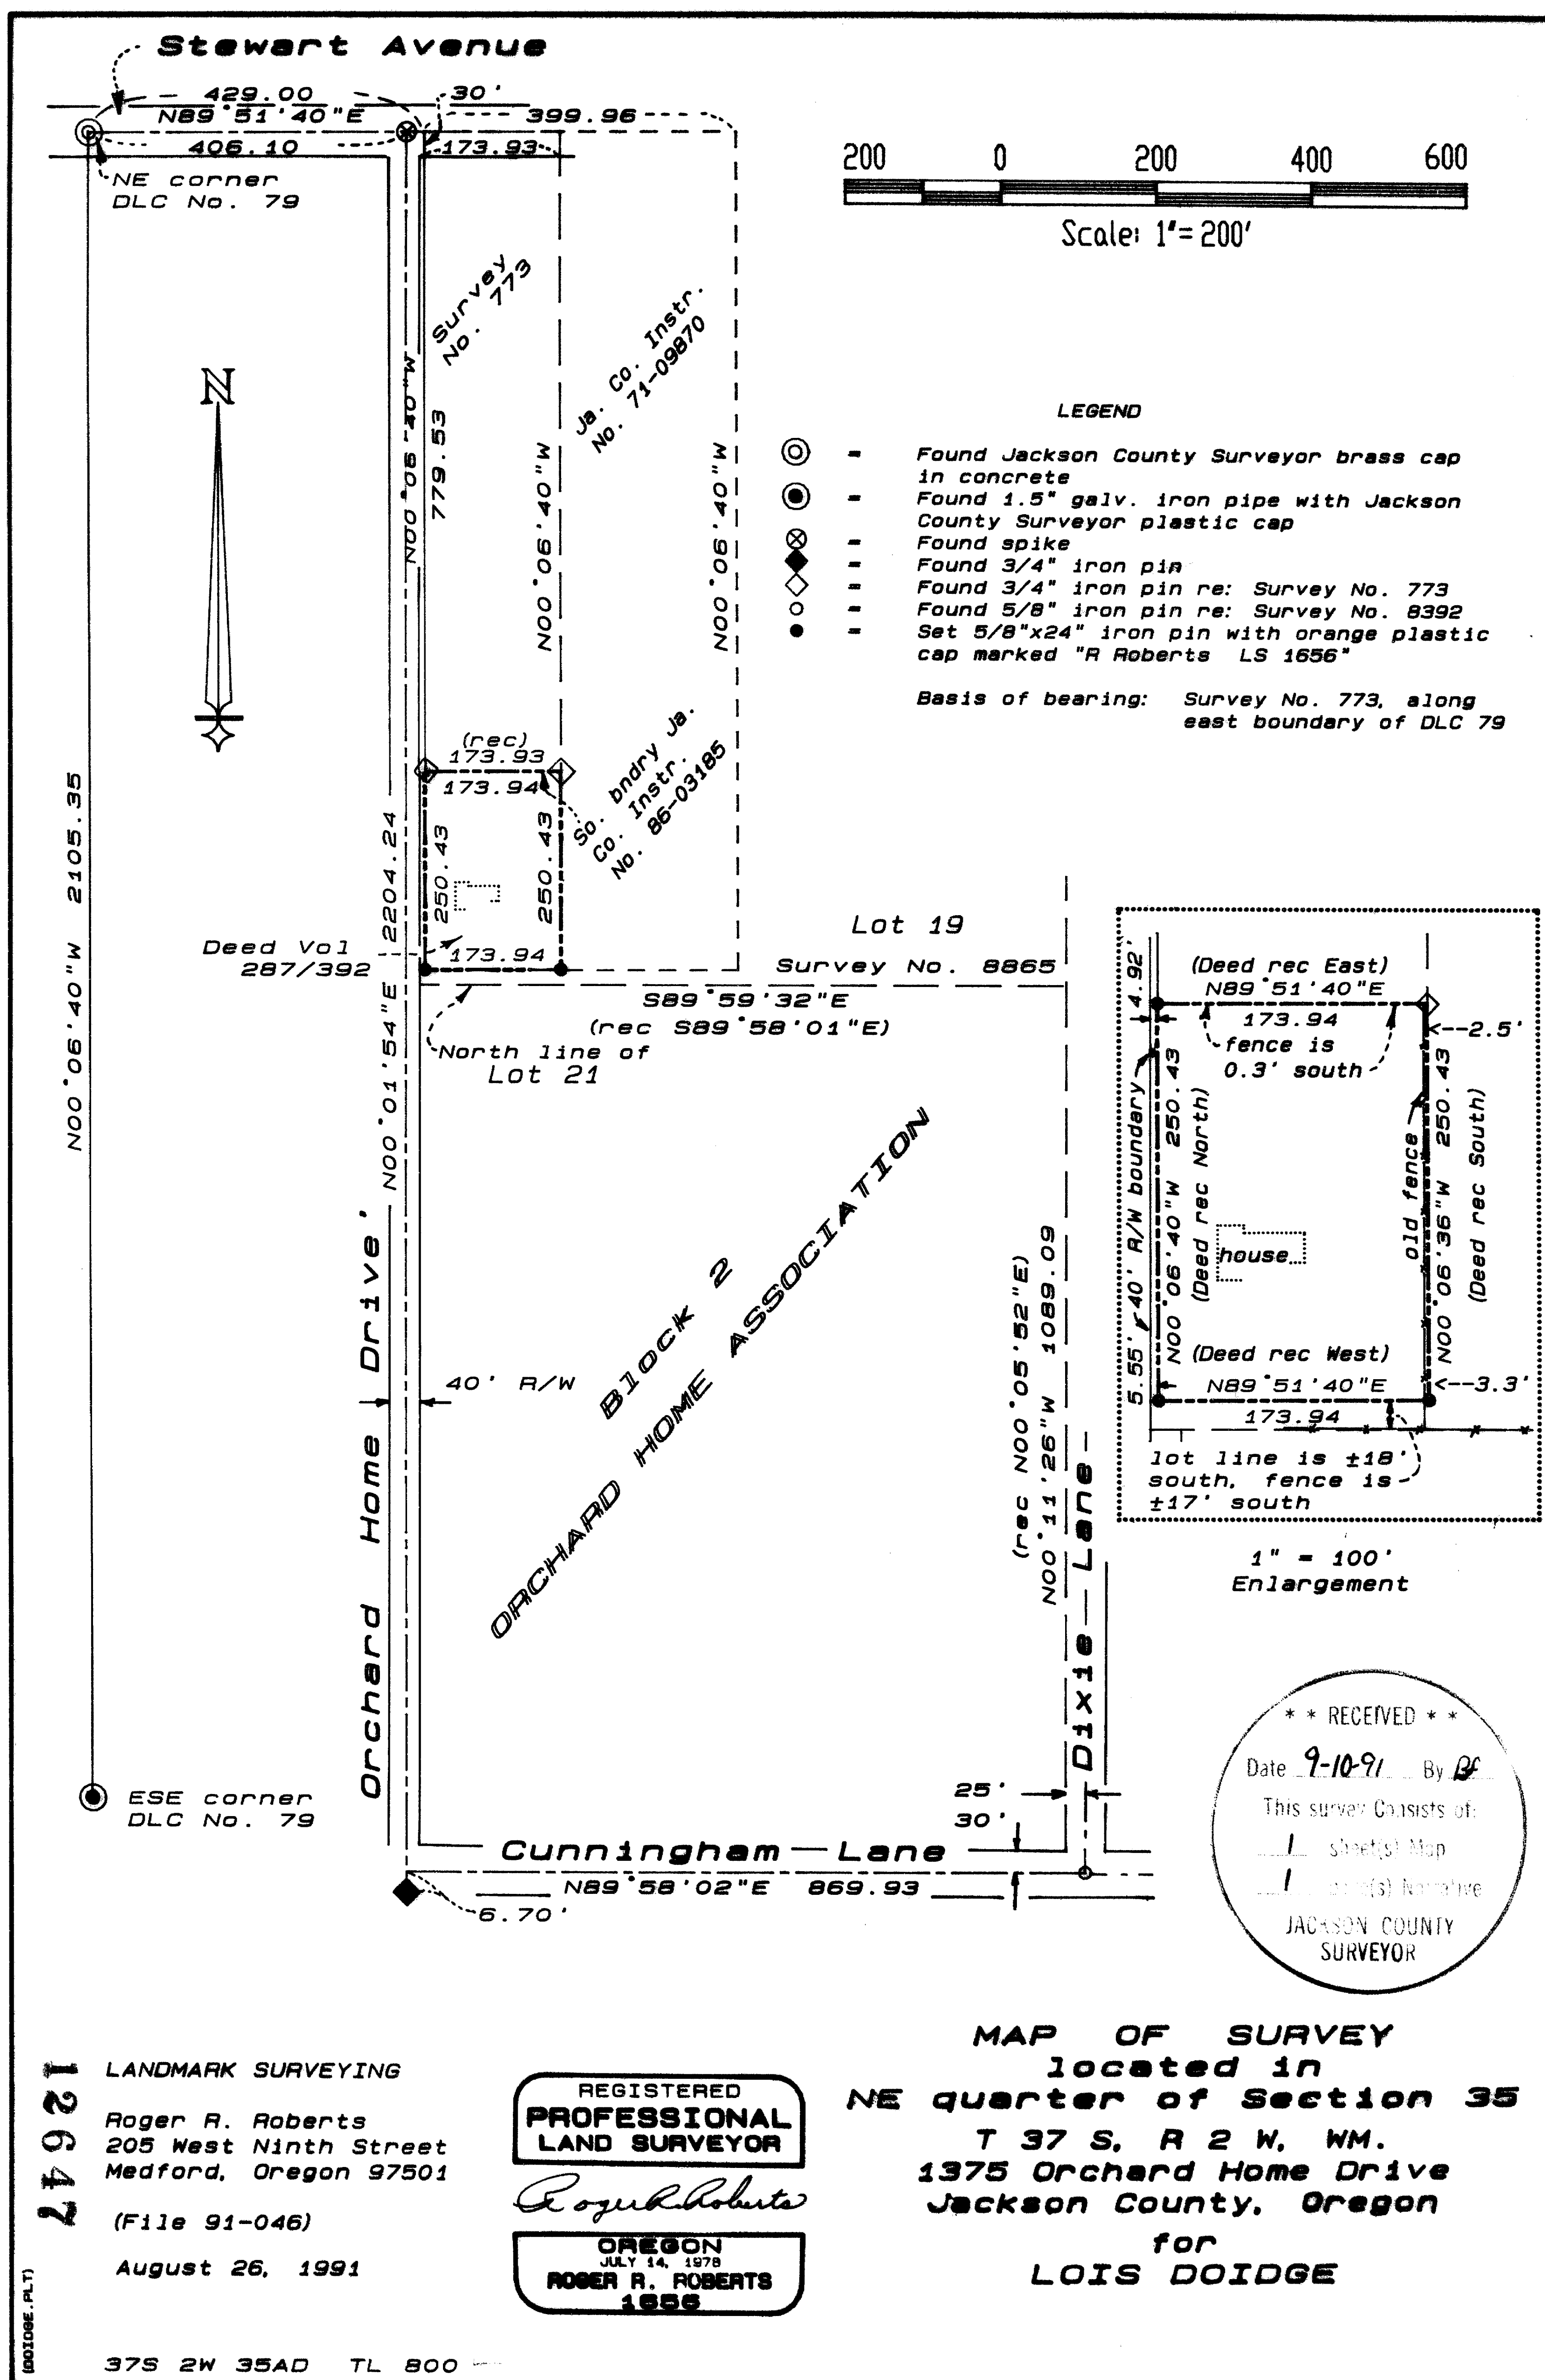 Stewart Avenue
429.00
30'
N89°51'40"E
399.96
406.10
173.93
NE corner
DLC No. 79
200 0 200 400 600
Scale: 1"=200'
Survey
No. 773
Ja. Co. Instr.
No. 71-09870
N00°06'40"W
779.53
N00°06'40"W
N00°06'40"W
N
LEGEND
= Found Jackson County Surveyor brass cap
in concrete
= Found 1.5" galv. iron pipe with Jackson
County Surveyor plastic cap
= Found spike
= Found 3/4" iron pin
= Found 3/4" iron pin re: Survey No. 773
= Found 5/8" iron pin re: Survey No. 8392
= Set 5/8"x24" iron pin with orange plastic
cap marked "R Roberts LS 1656"
Basis of bearing: Survey No. 773, along
east boundary of DLC 79
(rec)
173.93
173.94
So. bndry Ja.
Co. Instr.
No. 86-03185
250.43
250.43
173.94
N00°06'40"W 2105.35
N00°01'54"E 2204.24
Deed Vol
287/392
Lot 19
Survey No. 8865
S89°59'32"E
(rec S89°58'01"E)
North line of
Lot 21
4.92'
(Deed rec East)
N89°51'40"E
173.94
<--2.5'
fence is
0.3' south
40' R/W boundary
N00°06'40"W 250.43
(Deed rec North)
old fence
N00°06'36"W 250.43
(Deed rec South)
house
5.55'
(Deed rec West)
N89°51'40"E
<--3.3'
173.94
lot line is ±18'
south, fence is
±17' south
1" = 100'
Enlargement
Orchard Home Drive'
40' R/W
Block 2
ORCHARD HOME ASSOCIATION
(rec N00°05'52"E)
N00°11'26"W 1089.09
Dixie Lane
ESE corner
DLC No. 79
25'
30'
Cunningham Lane
N89°58'02"E 869.93
6.70'
* * RECEIVED * *
Date 9-10-91 By
This survey Consists of:
1 sheet(s) Map
1 Narrative
JACKSON COUNTY
SURVEYOR
12647
LANDMARK SURVEYING
Roger R. Roberts
205 West Ninth Street
Medford, Oregon 97501
(File 91-046)
August 26, 1991
REGISTERED
PROFESSIONAL
LAND SURVEYOR
Roger R. Roberts
OREGON
JULY 14, 1978
ROGER R. ROBERTS
1656
MAP OF SURVEY
located in
NE quarter of Section 35
T 37 S, R 2 W, WM.
1375 Orchard Home Drive
Jackson County, Oregon
for
LOIS DOIDGE
(DOIDGE.PLT)
37S 2W 35AD TL 800